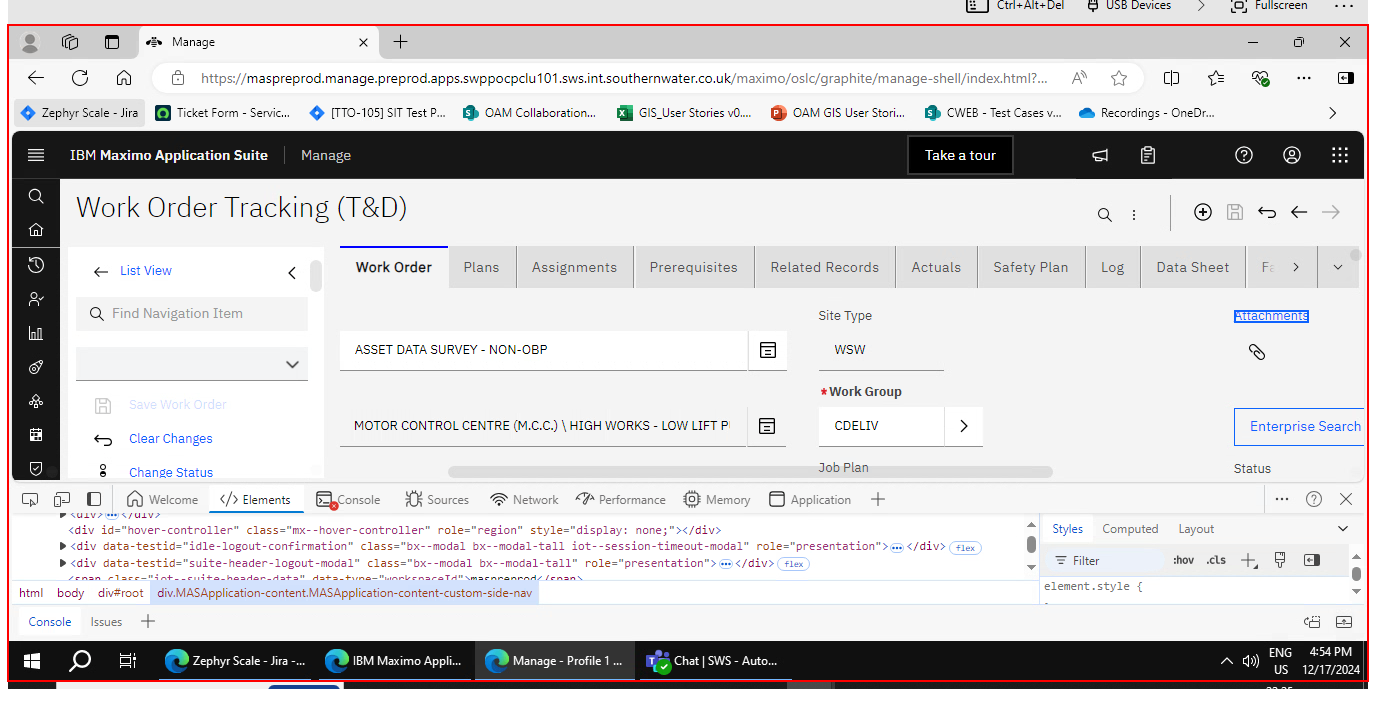 Ctrl+Alt+Del USB Devices Fullscreen
Manage
https://maspreprod.manage.preprod.apps.swppocpclu101.sws.int.southernwater.co.uk/maximo/oslc/graphite/manage-shell/index.html?...
Zephyr Scale - Jira Ticket Form - Servic... [TTO-105] SIT Test P... OAM Collaboration... GIS_User Stories v0.... OAM GIS User Stori... CWEB - Test Cases v... Recordings - OneDr...
IBM Maximo Application Suite Manage Take a tour
Work Order Tracking (T&D)
List View
Work Order Plans Assignments Prerequisites Related Records Actuals Safety Plan Log Data Sheet Fa
Find Navigation Item
Site Type
Attachments
ASSET DATA SURVEY - NON-OBP
WSW
*Work Group
Save Work Order
MOTOR CONTROL CENTRE (M.C.C.) \ HIGH WORKS - LOW LIFT P
CDELIV
Enterprise Search
Clear Changes
Change Status
Job Plan
Status
Welcome </> Elements Console Sources Network Performance Memory Application
<div>…</div>
<div id="hover-controller" class="mx--hover-controller" role="region" style="display: none;"></div>
<div data-testid="idle-logout-confirmation" class="bx--modal bx--modal-tall iot--session-timeout-modal" role="presentation">…</div> flex
<div data-testid="suite-header-logout-modal" class="bx--modal bx--modal-tall" role="presentation">…</div> flex
<span class="iot--suite-header-data" data-type="workspaceId">maspreprod</span>
Styles Computed Layout
Filter :hov .cls
element.style {
html body div#root div.MASApplication-content.MASApplication-content-custom-side-nav
Console Issues
Zephyr Scale - Jira -... IBM Maximo Appli... Manage - Profile 1 ... Chat | SWS - Auto...
ENG US
4:54 PM
12/17/2024